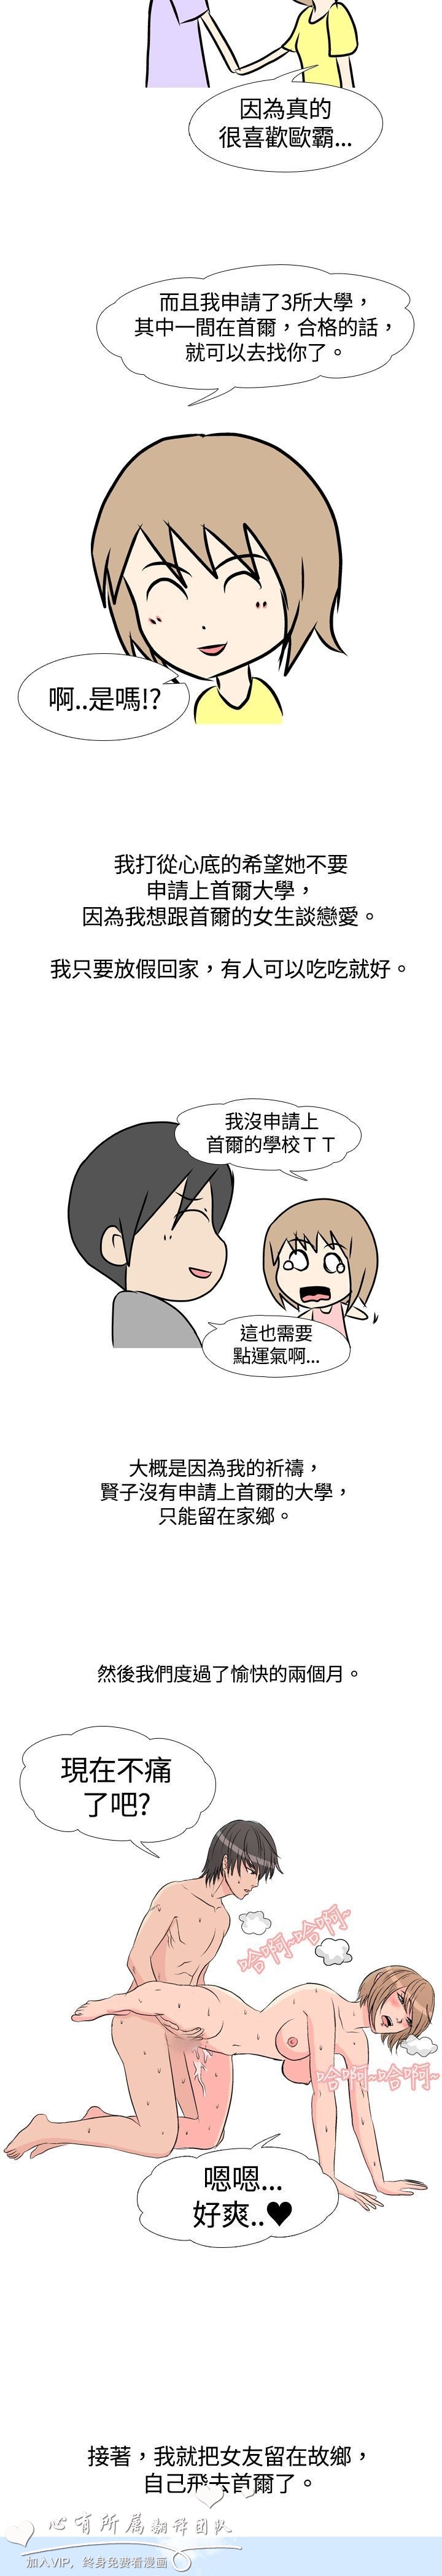 因為真的
很喜歡歐霸...
而且我申請了3所大學，
其中一間在首爾，合格的話，
就可以去找你了。
啊..是嗎!?
我打從心底的希望她不要
申請上首爾大學，
因為我想跟首爾的女生談戀愛。
我只要放假回家，有人可以吃吃就好。
我沒申請上
首爾的學校ＴＴ
這也需要
點運氣啊...
大概是因為我的祈禱，
賢子沒有申請上首爾的大學，
只能留在家鄉。
然後我們度過了愉快的兩個月。
現在不痛
了吧?
哈啊~哈啊~
哈啊~哈啊~
嗯嗯...
好爽..♥
接著，我就把女友留在故鄉，
自己飛去首爾了。
心有所属翻译团队
加入VIP，终身免费看漫画